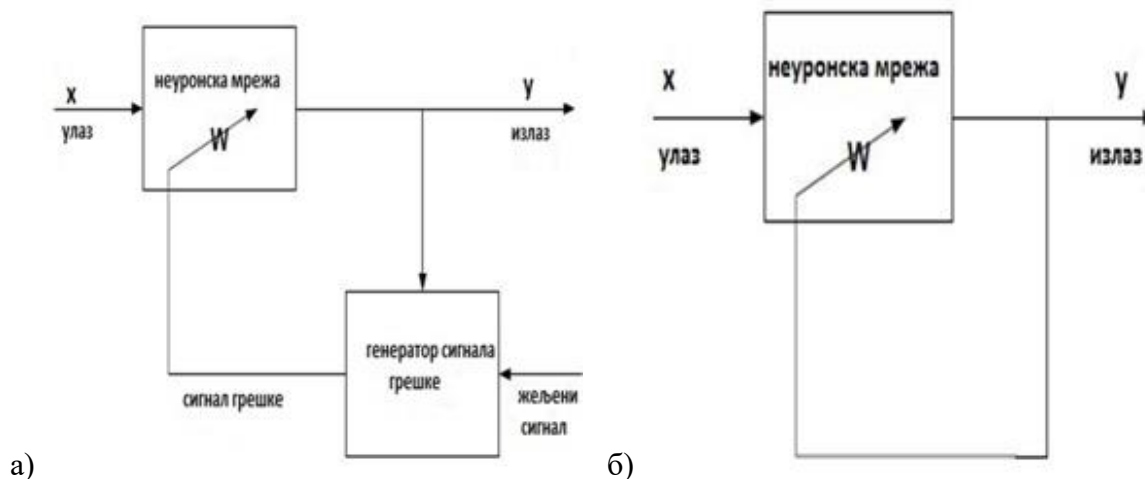 неуронска мрежа
X
улаз
W
y
излаз
генератор сигнала
грешке
сигнал грешке
жељени
сигнал
а)
неуронска мрежа
X
улаз
W
y
излаз
б)